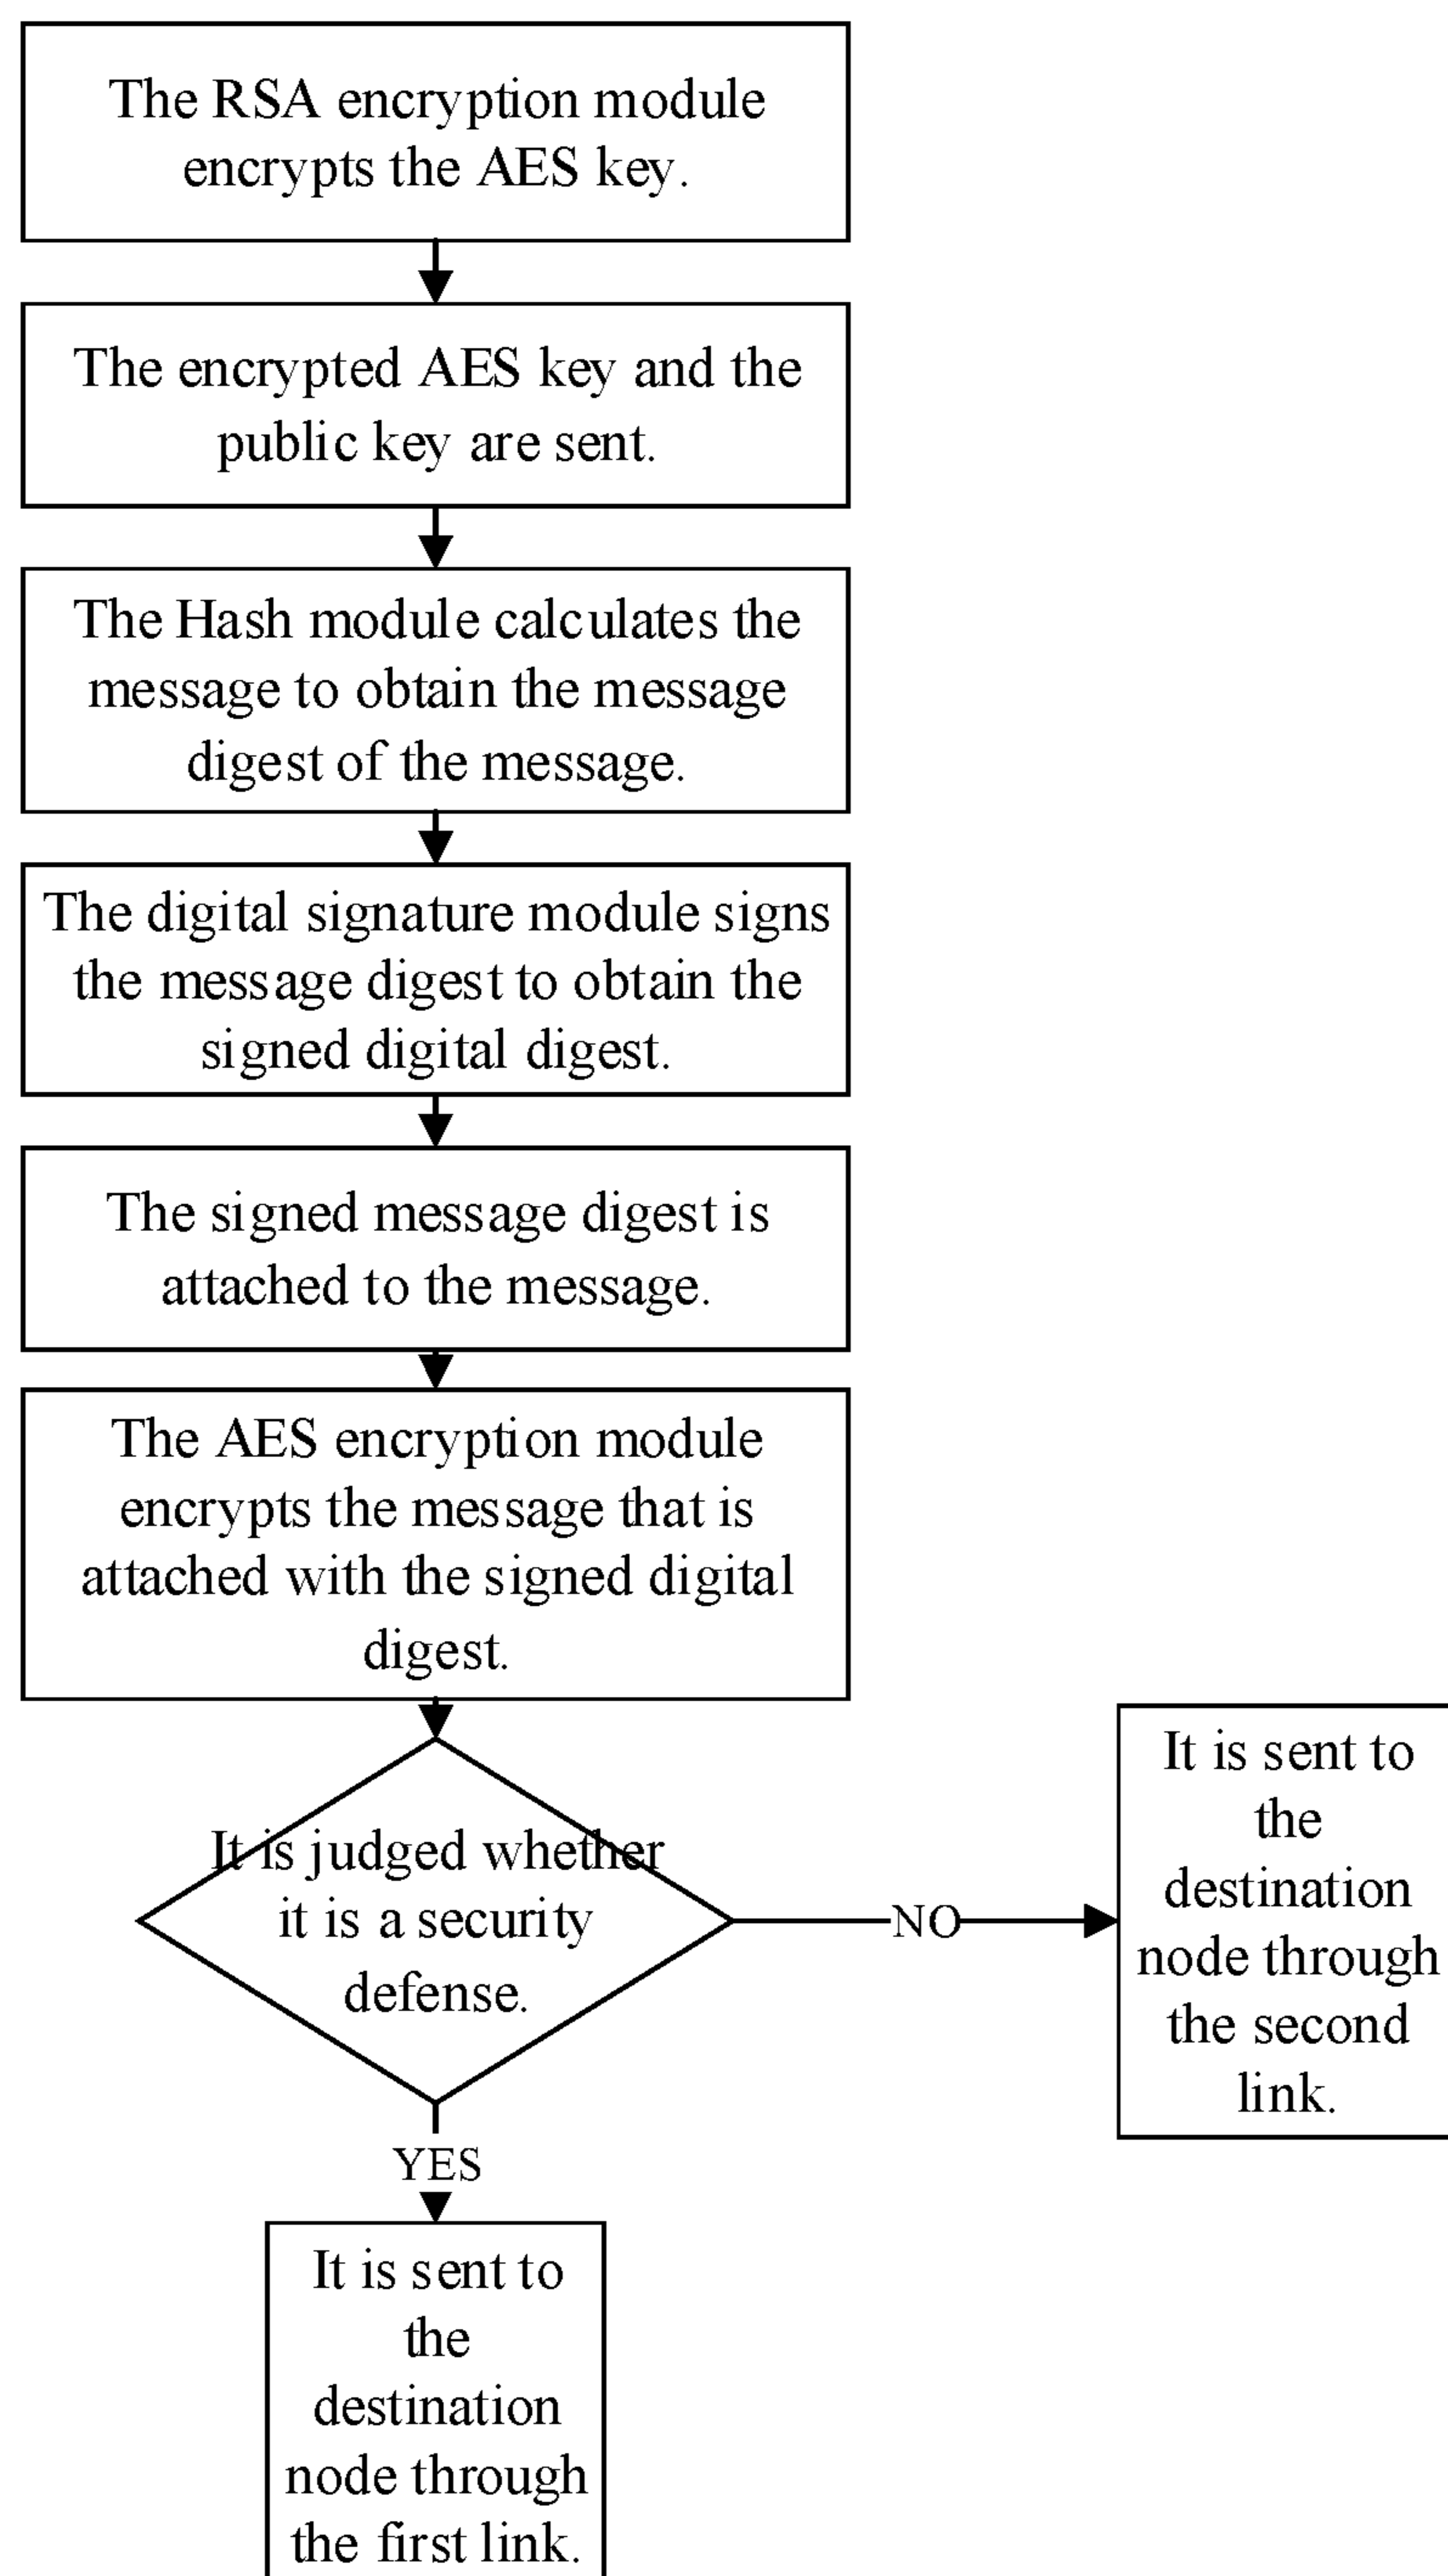 The RSA encryption module
encrypts the AES key.
The encrypted AES key and the
public key are sent.
The Hash module calculates the
message to obtain the message
digest of the message.
The digital signature module signs
the message digest to obtain the
signed digital digest.
The signed message digest is
attached to the message.
The AES encryption module
encrypts the message that is
attached with the signed digital
digest.
It is judged whether
it is a security
defense.
NO
It is sent to
the
destination
node through
the second
link.
YES
It is sent to
the
destination
node through
the first link.